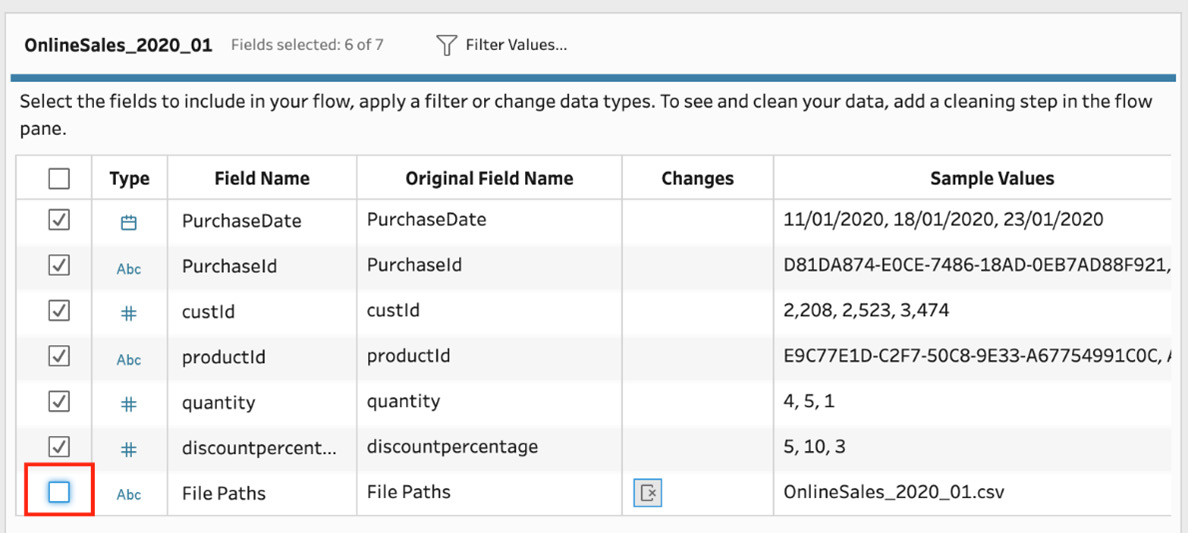 OnlineSales_2020_01 Fields selected: 6 of 7 Filter Values...
Select the fields to include in your flow, apply a filter or change data types. To see and clean your data, add a cleaning step in the flow
pane.
Type Field Name Original Field Name Changes Sample Values
PurchaseDate PurchaseDate 11/01/2020, 18/01/2020, 23/01/2020
Abc PurchaseId PurchaseId D81DA874-E0CE-7486-18AD-0EB7AD88F921,
# custId custId 2,208, 2,523, 3,474
Abc productId productId E9C77E1D-C2F7-50C8-9E33-A67754991C0C,
# quantity quantity 4, 5, 1
# discountpercent... discountpercentage 5, 10, 3
Abc File Paths File Paths OnlineSales_2020_01.csv